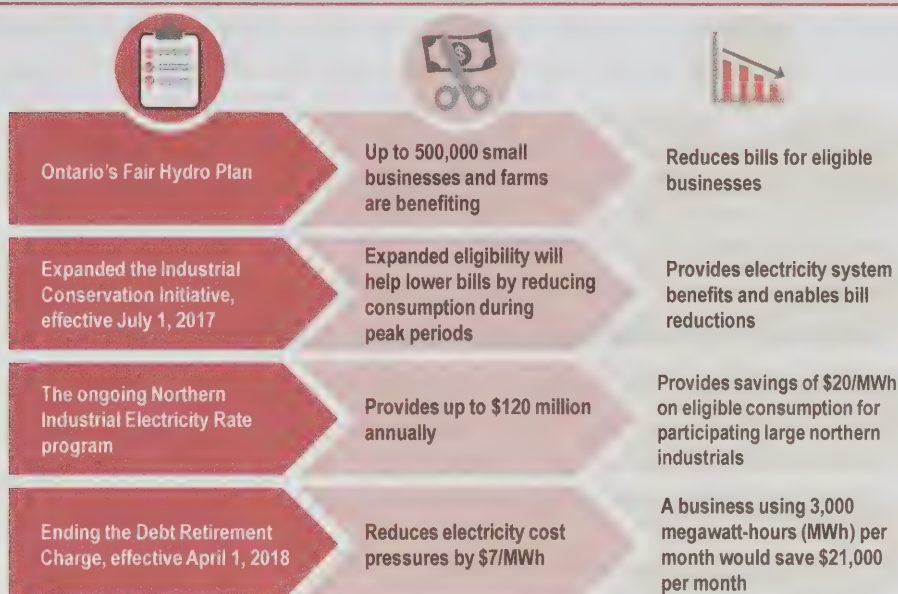 $
Ontario's Fair Hydro Plan
Up to 500,000 small
businesses and farms
are benefiting
Reduces bills for eligible
businesses
Expanded the Industrial
Conservation Initiative,
effective July 1, 2017
Expanded eligibility will
help lower bills by reducing
consumption during
peak periods
Provides electricity system
benefits and enables bill
reductions
The ongoing Northern
Industrial Electricity Rate
program
Provides up to $120 million
annually
Provides savings of $20/MWh
on eligible consumption for
participating large northern
industrials
Ending the Debt Retirement
Charge, effective April 1, 2018
Reduces electricity cost
pressures by $7/MWh
A business using 3,000
megawatt-hours (MWh) per
month would save $21,000
per month